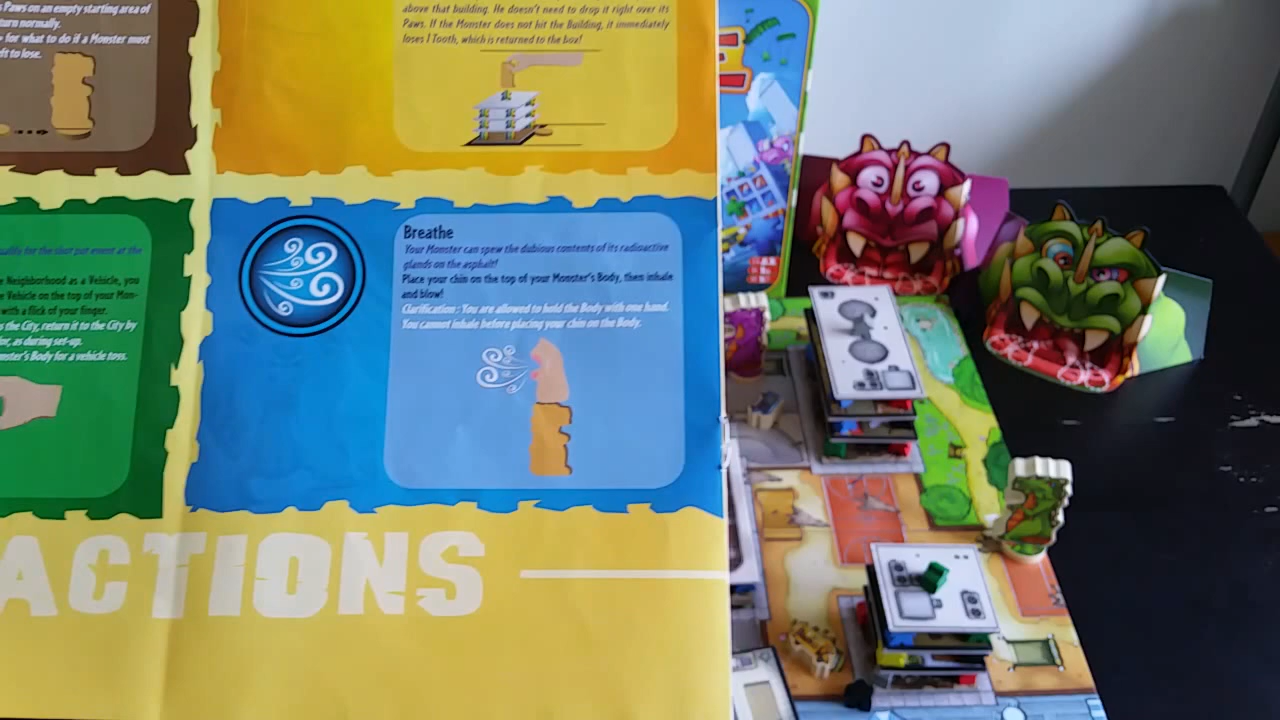 Paws on an empty starting area of
turn normally.
for what to do if a Monster must
ft to lose.
above that building. He doesn't need to drop it right over its
Paws. If the Monster does not hit the Building, it immediately
loses 1 Tooth, which is returned to the box!
Neighborhood as a Vehicle, you
Vehicle on the top of your Mon-
with a flick of your finger.
s the City, return it to the City by
or, as during set-up.
nster's Body for a vehicle toss.
Breathe
Your Monster can spew the dubious contents of its radioactive
glands on the asphalt!
Place your chin on the top of your Monster's Body, then inhale
and blow!
Clarification : You are allowed to hold the Body with one hand.
You cannot inhale before placing your chin on the Body.
ACTIONS